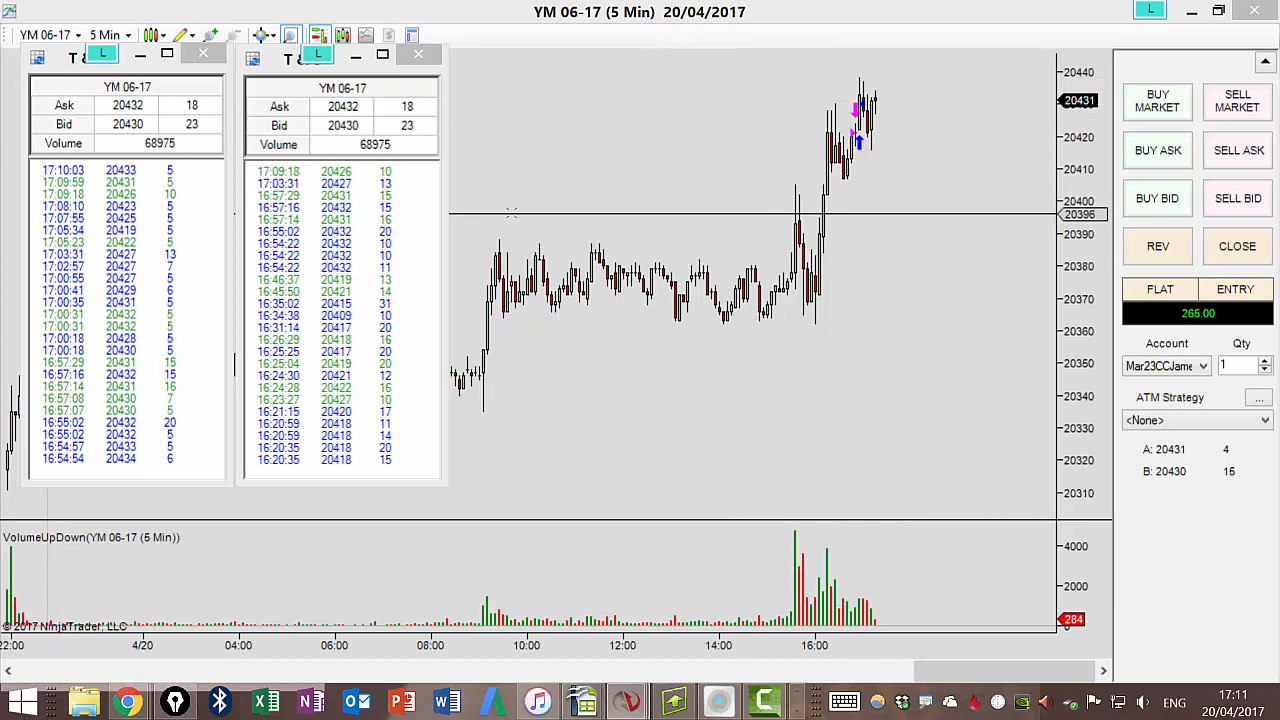 YM 06-17 (5 Min) 20/04/2017
L
YM 06-17 5 Min
T & L
T & L
YM 06-17
Ask 20432 18
Bid 20430 23
Volume 68975
17:10:03 20433 5
17:09:59 20431 5
17:09:18 20426 10
17:08:10 20423 5
17:07:55 20425 5
17:05:34 20419 5
17:05:23 20422 5
17:03:31 20427 13
17:02:57 20427 7
17:00:55 20427 5
17:00:41 20429 6
17:00:35 20431 5
17:00:31 20432 5
17:00:31 20432 5
17:00:18 20428 5
17:00:18 20430 5
16:57:29 20431 15
16:57:16 20432 15
16:57:14 20431 16
16:57:08 20430 7
16:57:07 20430 5
16:55:02 20432 20
16:55:02 20432 5
16:54:57 20433 5
16:54:54 20434 6
YM 06-17
Ask 20432 18
Bid 20430 23
Volume 68975
17:09:18 20426 10
17:03:31 20427 13
16:57:29 20431 15
16:57:16 20432 15
16:57:14 20431 16
16:55:02 20432 20
16:54:22 20432 10
16:54:22 20432 10
16:54:22 20432 11
16:46:37 20419 13
16:45:50 20421 14
16:35:02 20415 31
16:34:38 20409 10
16:31:14 20417 20
16:26:29 20418 16
16:25:25 20417 20
16:25:04 20419 20
16:24:30 20421 12
16:24:28 20422 16
16:23:27 20427 10
16:21:15 20420 17
16:20:59 20418 11
16:20:59 20418 14
16:20:35 20418 20
16:20:35 20418 15
20440
20431
20420
20410
20400
20396
20390
20380
20370
20360
20350
20340
20330
20320
20310
VolumeUpDown(YM 06-17 (5 Min))
4000
2000
284
0
© 2017 NinjaTrader, LLC
22:00 4/20 04:00 06:00 08:00 10:00 12:00 14:00 16:00
BUY MARKET
SELL MARKET
BUY ASK
SELL ASK
BUY BID
SELL BID
REV
CLOSE
FLAT
ENTRY
265.00
Account Qty
Mar23CCJame 1
ATM Strategy ...
<None>
A: 20431 4
B: 20430 15
ENG
17:11
20/04/2017